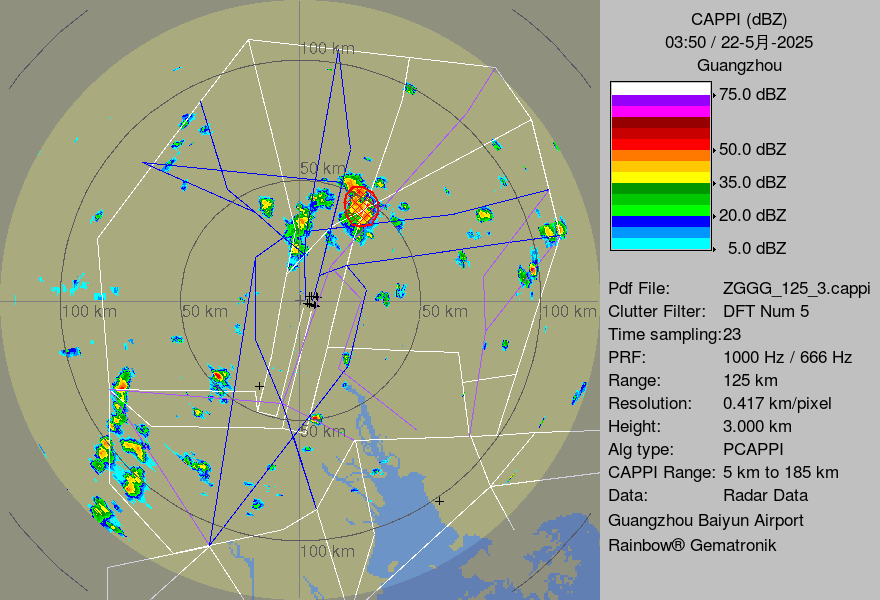 CAPPI (dBZ)
03:50 / 22-5月-2025
Guangzhou
75.0 dBZ
50.0 dBZ
35.0 dBZ
20.0 dBZ
5.0 dBZ
Pdf File: ZGGG_125_3.cappi
Clutter Filter: DFT Num 5
Time sampling:23
PRF: 1000 Hz / 666 Hz
Range: 125 km
Resolution: 0.417 km/pixel
Height: 3.000 km
Alg type: PCAPPI
CAPPI Range: 5 km to 185 km
Data: Radar Data
Guangzhou Baiyun Airport
Rainbow® Gematronik
100 km
50 km
100 km
50 km
50 km
100 km
50 km
100 km